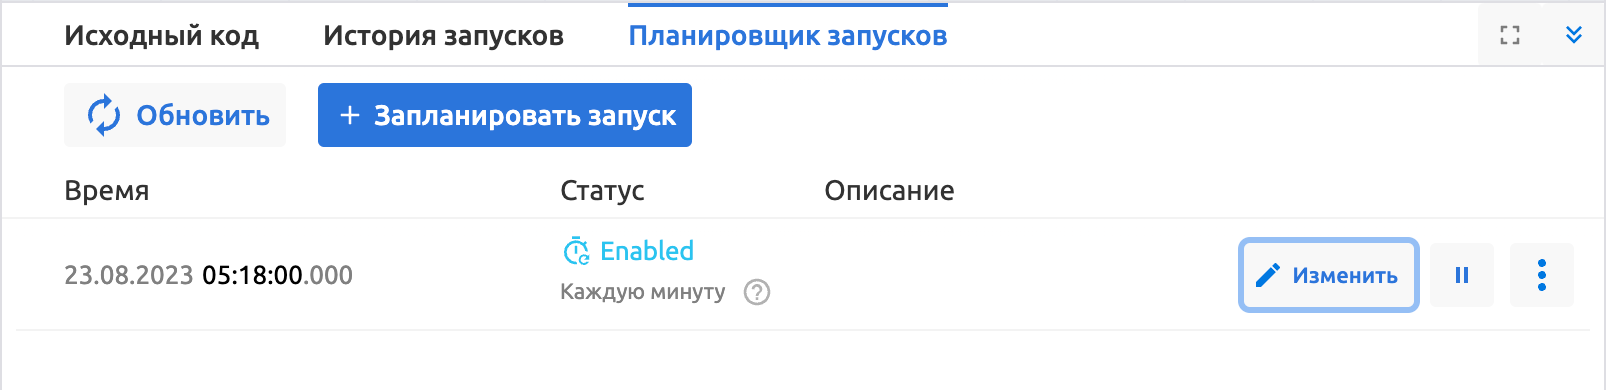 Исходный код История запусков Планировщик запусков
Обновить + Запланировать запуск
Время Статус Описание
23.08.2023 05:18:00.000 Enabled Изменить
Каждую минуту ?